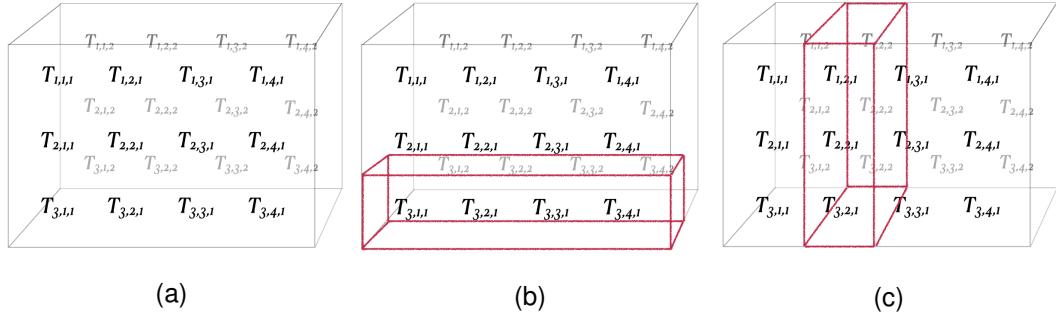 T1,1,2 T1,2,2 T1,3,2 T1,4,2
T1,1,1 T1,2,1 T1,3,1 T1,4,1
T2,1,2 T2,2,2 T2,3,2 T2,4,2
T2,1,1 T2,2,1 T2,3,1 T2,4,1
T3,1,2 T3,2,2 T3,3,2 T3,4,2
T3,1,1 T3,2,1 T3,3,1 T3,4,1
(a)
T1,1,2 T1,2,2 T1,3,2 T1,4,2
T1,1,1 T1,2,1 T1,3,1 T1,4,1
T2,1,2 T2,2,2 T2,3,2 T2,4,2
T2,1,1 T2,2,1 T2,3,1 T2,4,1
T3,1,2 T3,2,2 T3,3,2 T3,4,2
T3,1,1 T3,2,1 T3,3,1 T3,4,1
(b)
T1,1,2 T1,2,2 T1,3,2 T1,4,2
T1,1,1 T1,2,1 T1,3,1 T1,4,1
T2,1,2 T2,2,2 T2,3,2 T2,4,2
T2,1,1 T2,2,1 T2,3,1 T2,4,1
T3,1,2 T3,2,2 T3,3,2 T3,4,2
T3,1,1 T3,2,1 T3,3,1 T3,4,1
(c)